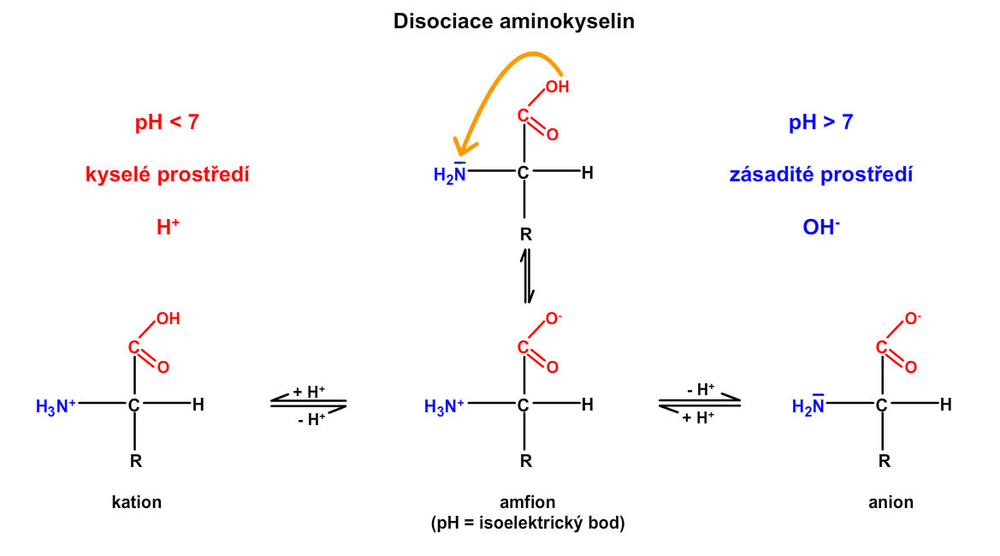 Disociace aminokyselin
OH
C
O
H₂N C H
R
pH < 7
kyselé prostředí
H⁺
pH > 7
zásadité prostředí
OH⁻
OH
C
O
H₃N⁺ C H
R
kation
+ H⁺
- H⁺
O⁻
C
O
H₃N⁺ C H
R
amfion
(pH = isoelektrický bod)
- H⁺
+ H⁺
O⁻
C
O
H₂N C H
R
anion